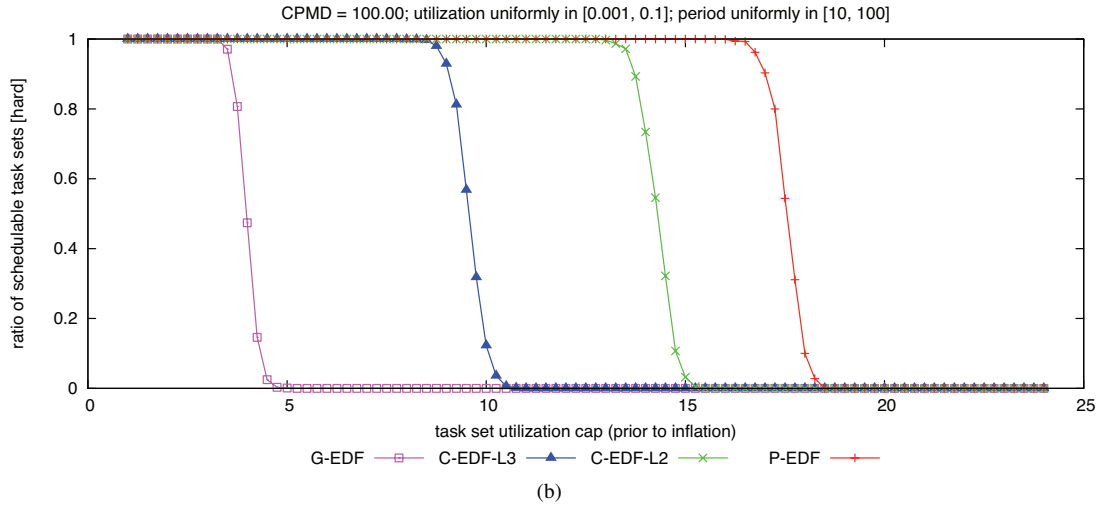 CPMD = 100.00; utilization uniformly in [0.001, 0.1]; period uniformly in [10, 100]
1
0.8
0.6
0.4
0.2
0
ratio of schedulable task sets [hard]
0 5 10 15 20 25
task set utilization cap (prior to inflation)
G-EDF C-EDF-L3 C-EDF-L2 P-EDF
(b)